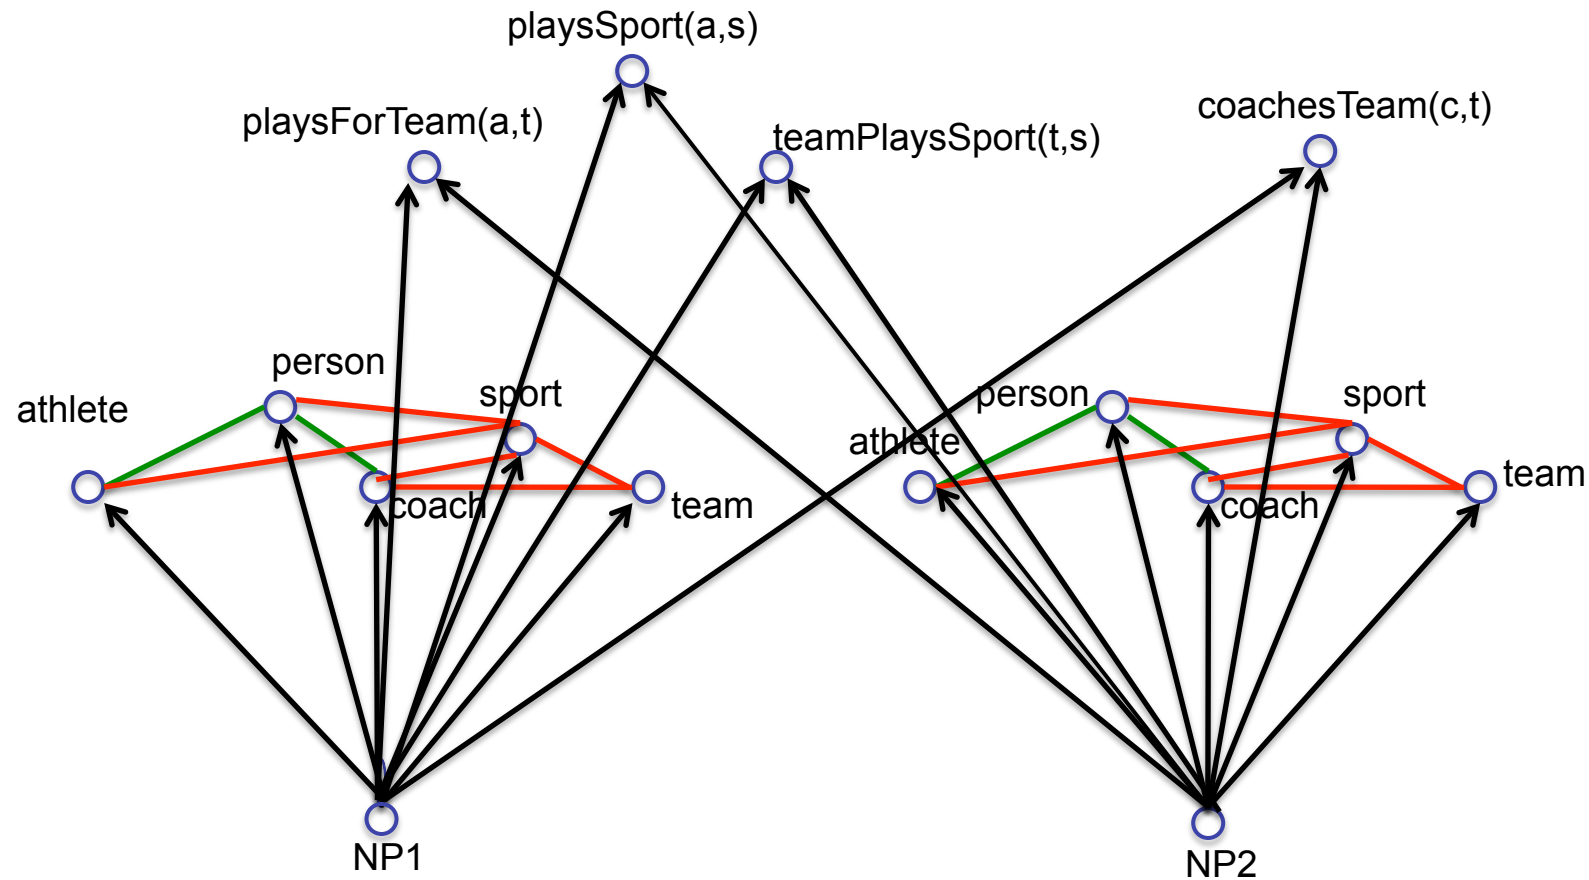 playsSport(a,s)
playsForTeam(a,t)
teamPlaysSport(t,s)
coachesTeam(c,t)
person
sport
athlete
coach
team
person
sport
athlete
coach
team
NP1
NP2